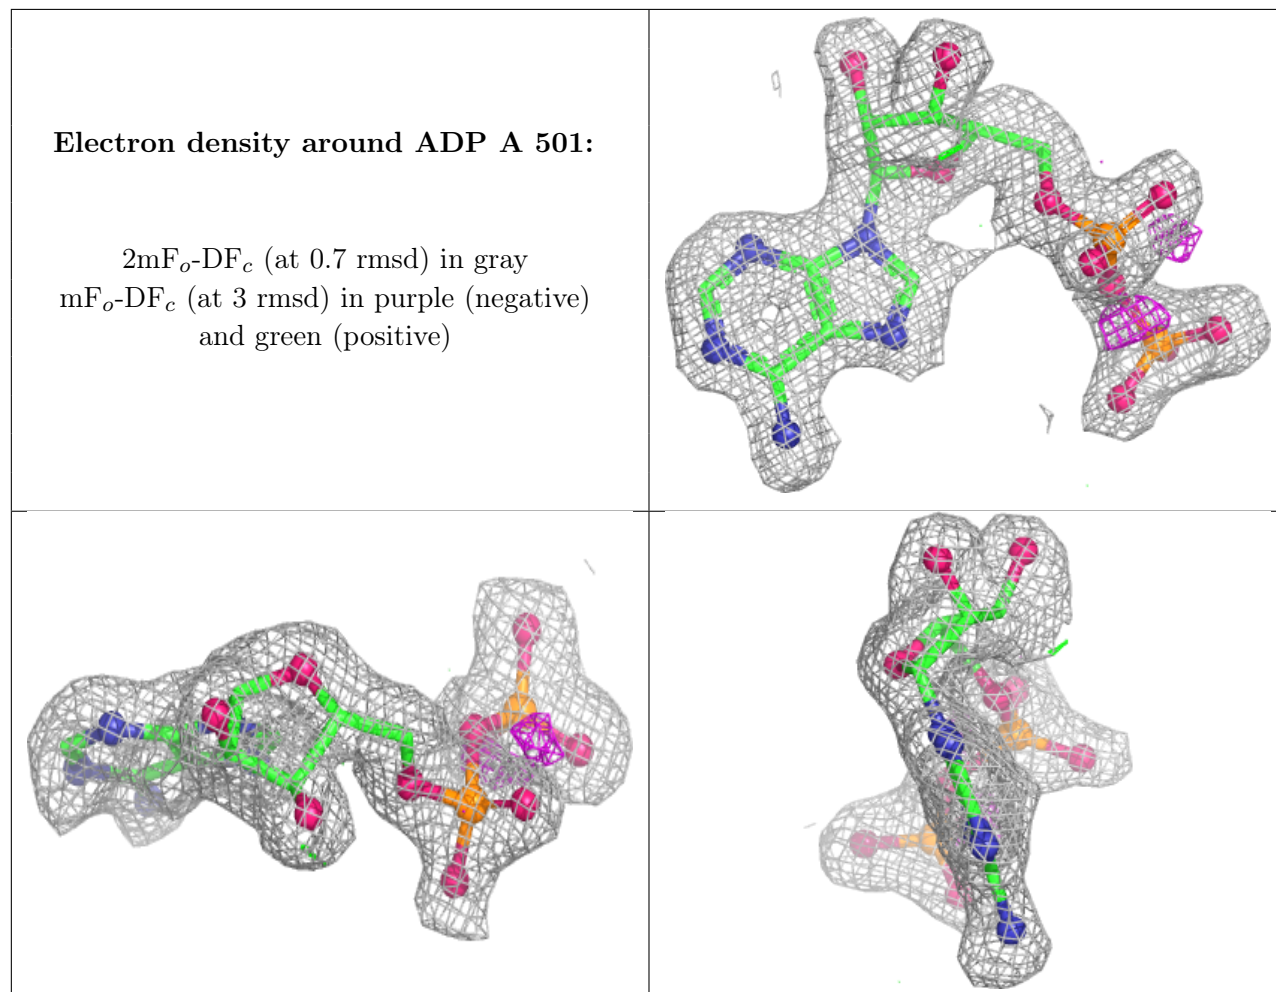 Electron density around ADP A 501:
2mFo-DFc (at 0.7 rmsd) in gray
mFo-DFc (at 3 rmsd) in purple (negative)
and green (positive)